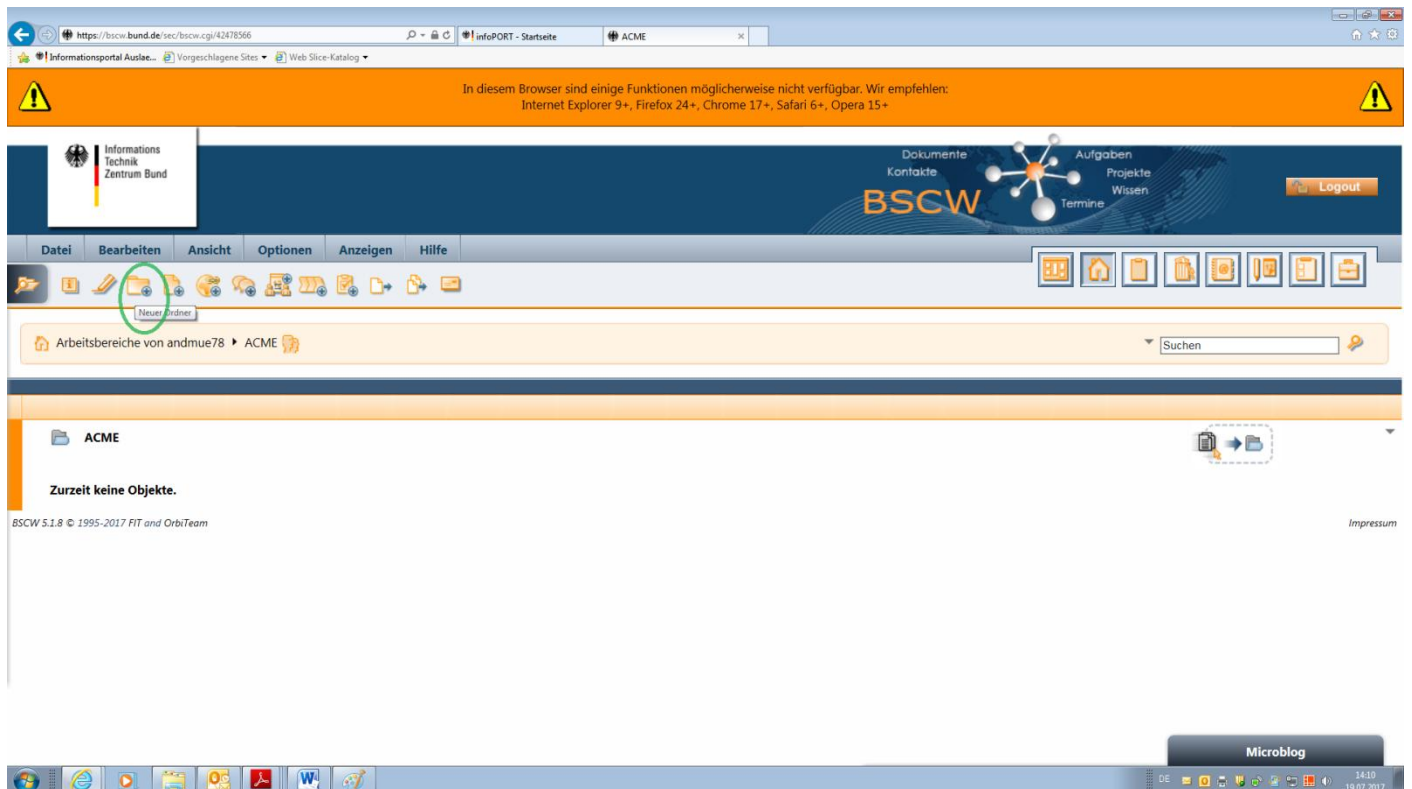 https://bscw.bund.de/sec/bscw.cgi/42478566
infoPORT - Startseite
ACME
Informationsportal Auslae...
Vorgeschlagene Sites
Web Slice-Katalog
In diesem Browser sind einige Funktionen möglicherweise nicht verfügbar. Wir empfehlen:
Internet Explorer 9+, Firefox 24+, Chrome 17+, Safari 6+, Opera 15+
Informations
Technik
Zentrum Bund
Dokumente
Kontakte
BSCW
Aufgaben
Projekte
Wissen
Termine
Logout
Datei Bearbeiten Ansicht Optionen Anzeigen Hilfe
Neuer Ordner
Arbeitsbereiche von andmue78 ACME
Suchen
ACME
Zurzeit keine Objekte.
BSCW 5.1.8 © 1995-2017 FIT and OrbiTeam
Impressum
Microblog
DE
14:10
19.07.2017